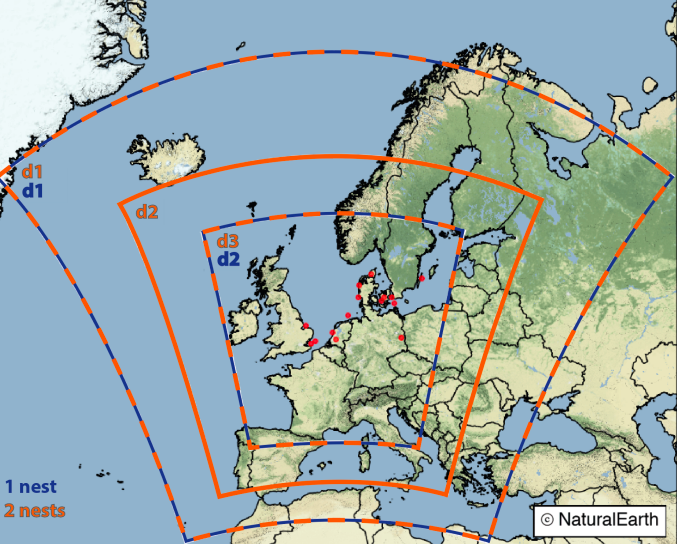 d1
d1
d2
d3
d2
1 nest
2 nests
© NaturalEarth